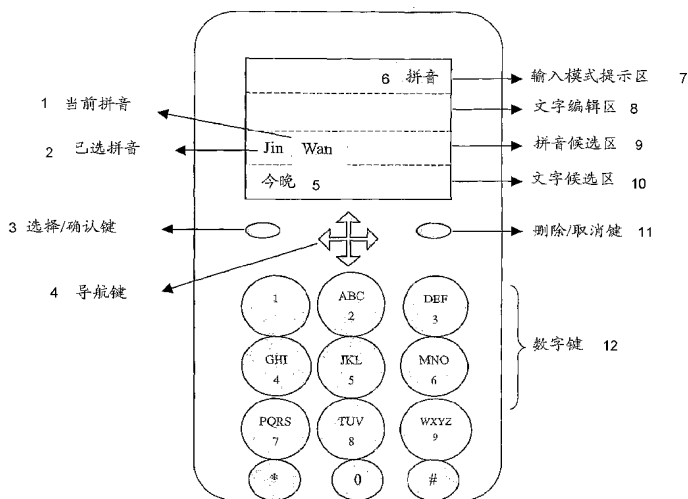 6 拼音
输入模式提示区 7
1 当前拼音
文字编辑区 8
2 已选拼音
Jin Wan
拼音候选区 9
今晚 5
文字候选区 10
3 选择/确认键
删除/取消键 11
4 导航键
1
ABC
2
DEF
3
GHI
4
JKL
5
MNO
6
数字键 12
PQRS
7
TUV
8
WXYZ
9
*
0
#